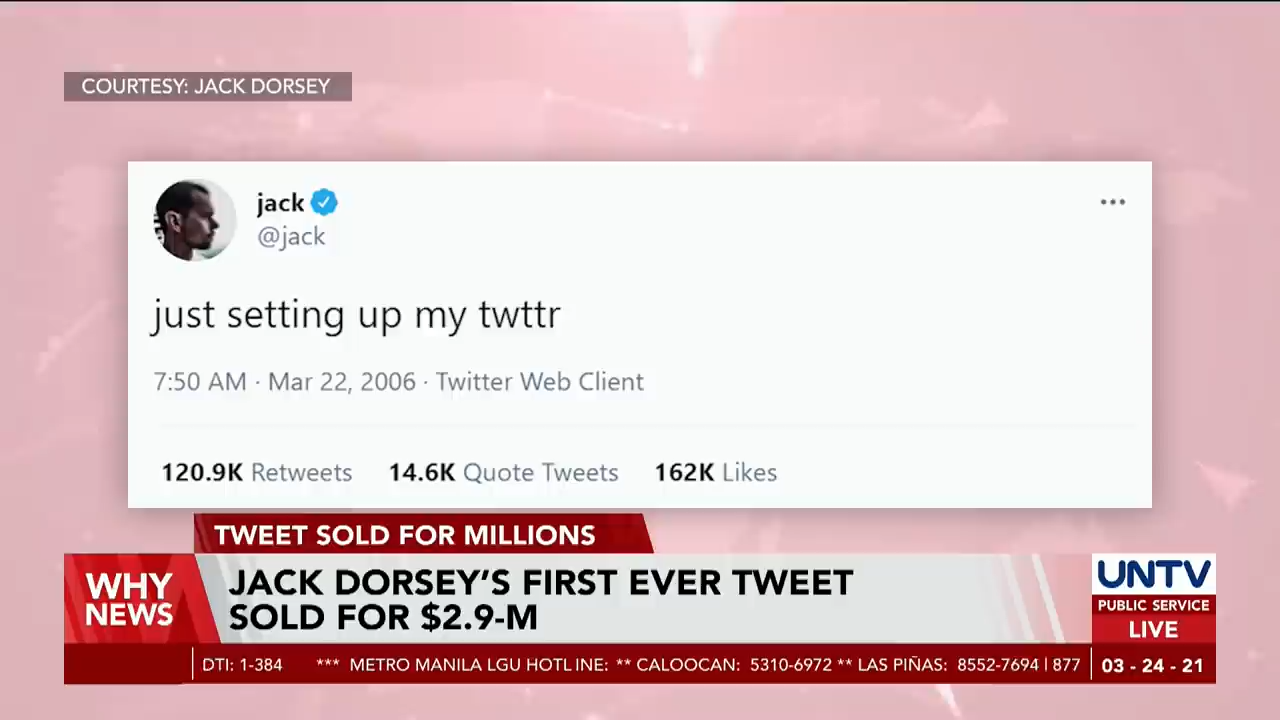 COURTESY: JACK DORSEY
jack
@jack
just setting up my twttr
7:50 AM · Mar 22, 2006 · Twitter Web Client
120.9K Retweets 14.6K Quote Tweets 162K Likes
TWEET SOLD FOR MILLIONS
WHY
NEWS
JACK DORSEY'S FIRST EVER TWEET
SOLD FOR $2.9-M
UNTV
PUBLIC SERVICE
LIVE
DTI: 1-384 *** METRO MANILA LGU HOTLINE: ** CALOOCAN: 5310-6972 ** LAS PIÑAS: 8552-7694 | 877
03 - 24 - 21